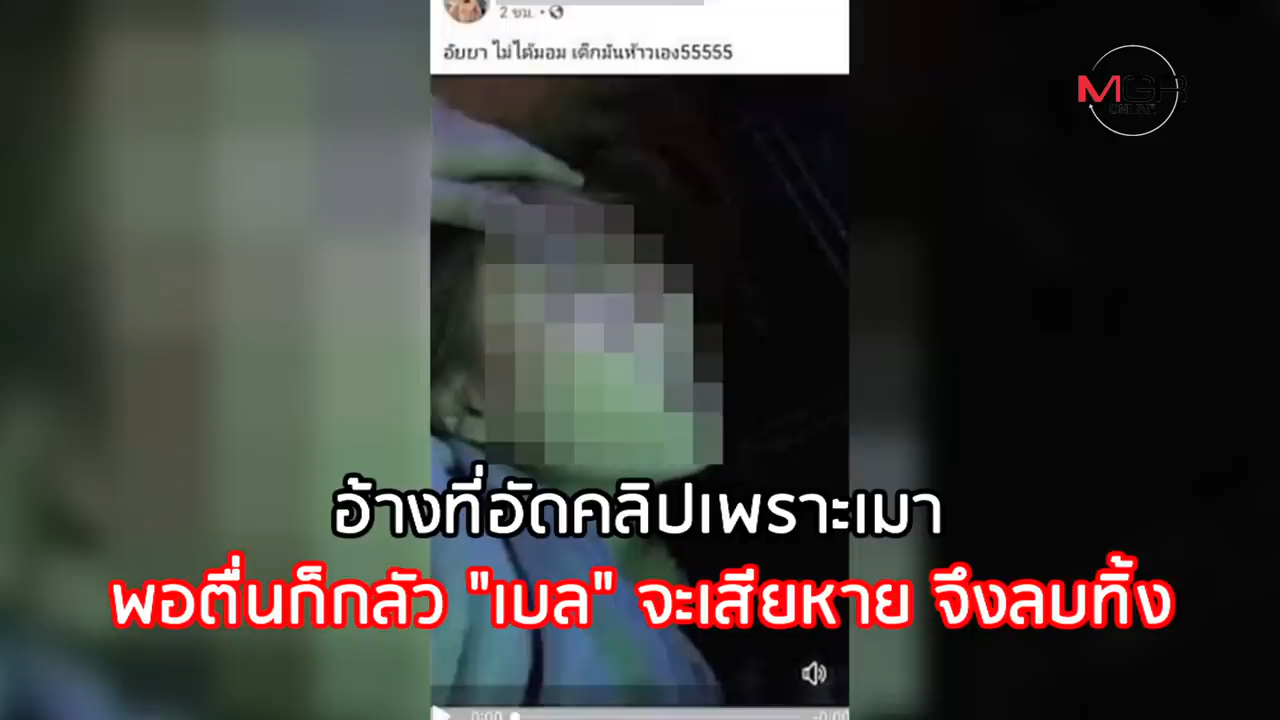 2 ชม.
อัยยา ไม่ได้มอม เด็กมันห้าวเอง55555
MGR
ONLINE
อ้างที่อัดคลิปเพราะเมา
พอตื่นก็กลัว "เบล" จะเสียหาย จึงลบทิ้ง
0:00